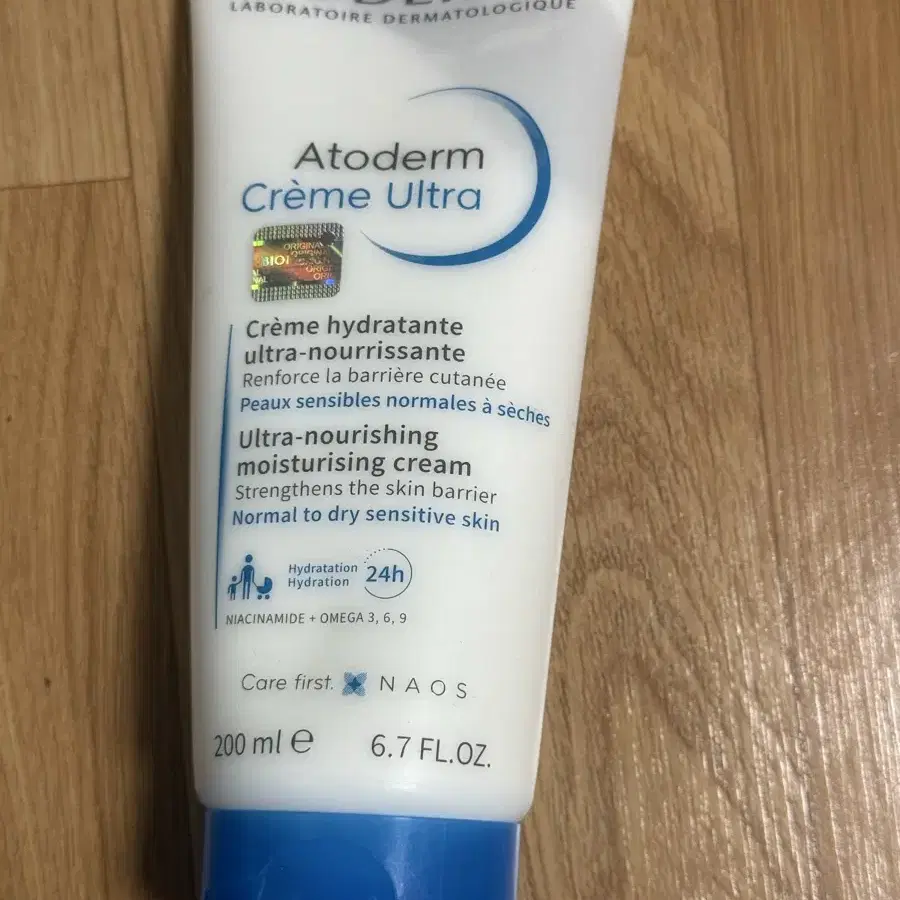 LABORATOIRE DERMATOLOGIQUE
Atoderm
Crème Ultra
ORIGINAL
BIO
Crème hydratante
ultra-nourrissante
Renforce la barrière cutanée
Peaux sensibles normales à sèches
Ultra-nourishing
moisturising cream
Strengthens the skin barrier
Normal to dry sensitive skin
Hydratation
Hydration
24h
NIACINAMIDE + OMEGA 3, 6, 9
Care first. NAOS
200 ml e 6.7 FL.OZ.